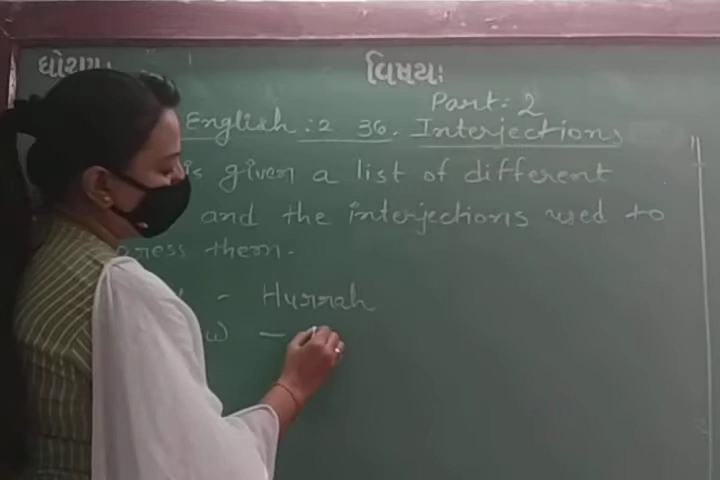 ધોરણ: વિષય:
Part: 2
English : 2 36. Interjections
is given a list of different
and the interjections used to
them.
- Hurrah
-